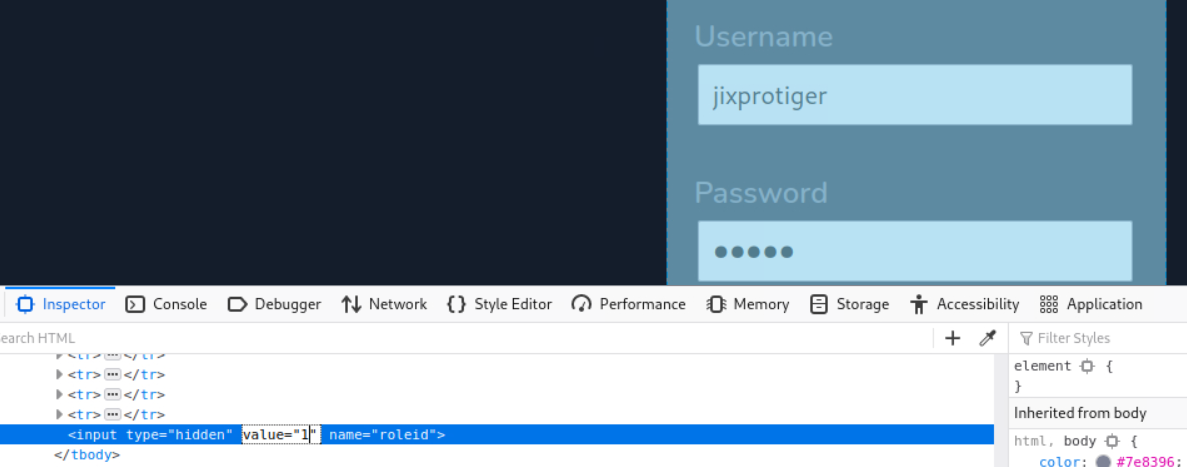 Username
jixprotiger
Password
●●●●●
Inspector Console Debugger Network {} Style Editor Performance Memory Storage Accessibility Application
earch HTML + Filter Styles
<tr>…</tr>
<tr>…</tr>
<tr>…</tr>
<tr>…</tr>
<input type="hidden" value="1" name="roleid">
</tbody>
element {
}
Inherited from body
html, body {
color: #7e8396;